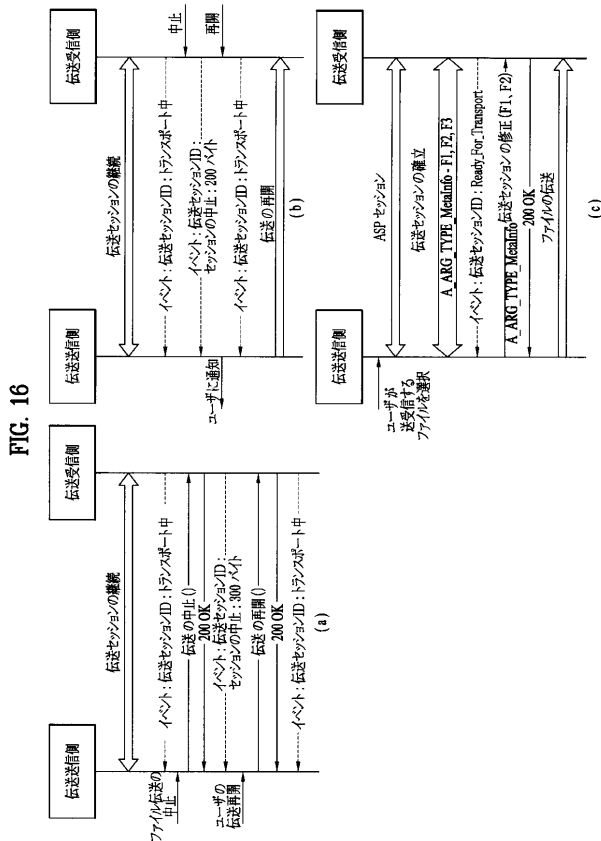 FIG. 16
伝送送信側
伝送受信側
伝送セッションの継続
イベント：伝送セッションID：トランスポート中
ファイル伝送の
中止
伝送の中止()
200 OK
イベント：伝送セッションID：
セッションの中止：300 バイト
ユーザの
伝送再開
伝送の再開()
200 OK
イベント：伝送セッションID：トランスポート中
(a)
伝送送信側
伝送受信側
伝送セッションの継続
イベント：伝送セッションID：トランスポート中
中止
イベント：伝送セッションID：
セッションの中止：200 バイト
ユーザに通知
再開
イベント：伝送セッションID：トランスポート中
伝送の再開
(b)
伝送送信側
伝送受信側
ユーザが
送受信する
ファイルを選択
ASPセッション
伝送セッションの確立
A_ARG_TYPE_MetaInfo - F1, F2, F3
イベント：伝送セッションID：Ready_For_Transport
伝送セッションの修正(F1, F2)
A_ARG_TYPE_MetaInfo
200 OK
ファイルの伝送
(c)